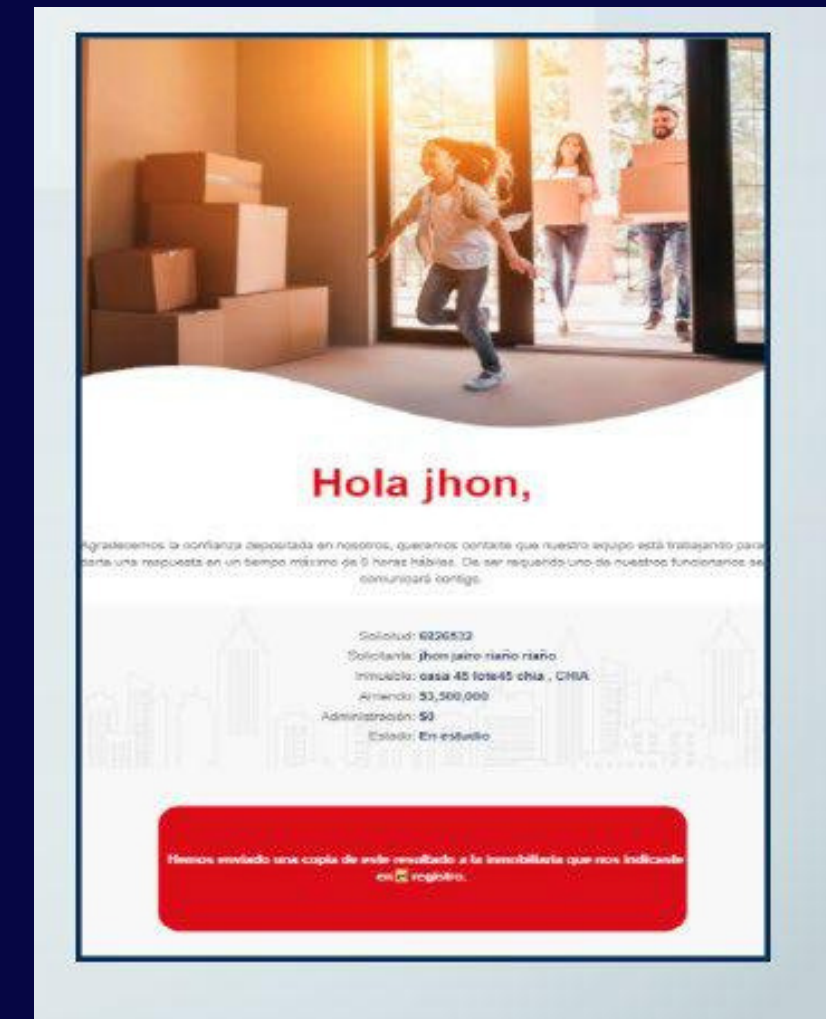 Hola jhon,
Agradecemos la confianza depositada en nosotros, queremos contarte que nuestro equipo está trabajando para
darte una respuesta en un tiempo máximo de horas hábiles. De ser requerido uno de nuestros funcionarios se
comunicará contigo.
Solicitud: 6826532
Solicitante: jhon jairo riaño riaño
Inmueble: casa 45 lote45 chia , CHIA
Arriendo: $3,500,000
Administración: $0
Estado: En estudio
Hemos enviado una copia de este resultado a la inmobiliaria que nos indicaste
en el registro.